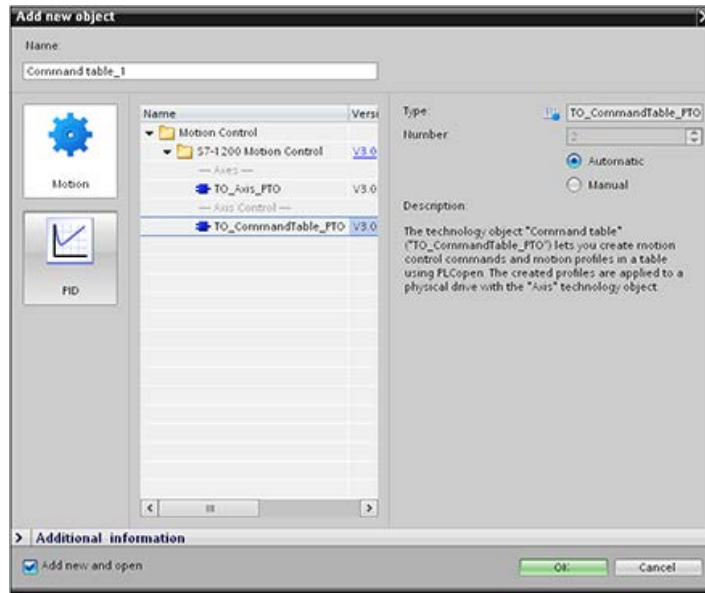 Add new object
Name:
Command table_1
Motion
PID
Name
Versi
Motion Control
S7-1200 Motion Control
V3.0
— Axes —
TO_Axis_PTO
V3.0
— Axis Control —
TO_CommandTable_PTO
V3.0
Type:
TO_CommandTable_PTO
Number:
2
Automatic
Manual
Description:
The technology object "Command table"
("TO_CommandTable_PTO") lets you create motion
control commands and motion profiles in a table
using PLCopen. The created profiles are applied to a
physical drive with the "Axis" technology object.
Additional information
Add new and open
OK
Cancel